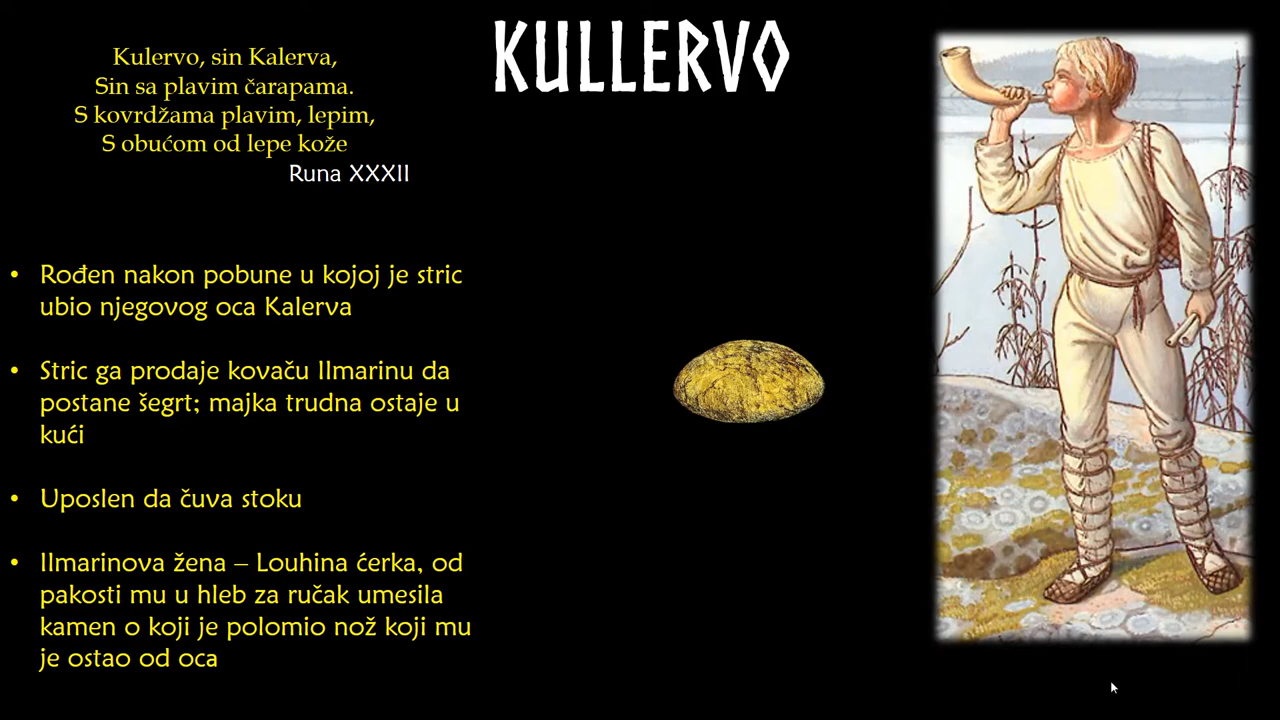 KULLERVO
Kulervo, sin Kalerva,
Sin sa plavim čarapama.
S kovrdžama plavim, lepim,
S obućom od lepe kože
Runa XXXII
• Rođen nakon pobune u kojoj je stric
ubio njegovog oca Kalerva
• Stric ga prodaje kovaču Ilmarinu da
postane šegrt; majka trudna ostaje u
kući
• Uposlen da čuva stoku
• Ilmarinova žena – Louhina ćerka, od
pakosti mu u hleb za ručak umesila
kamen o koji je polomio nož koji mu
je ostao od oca